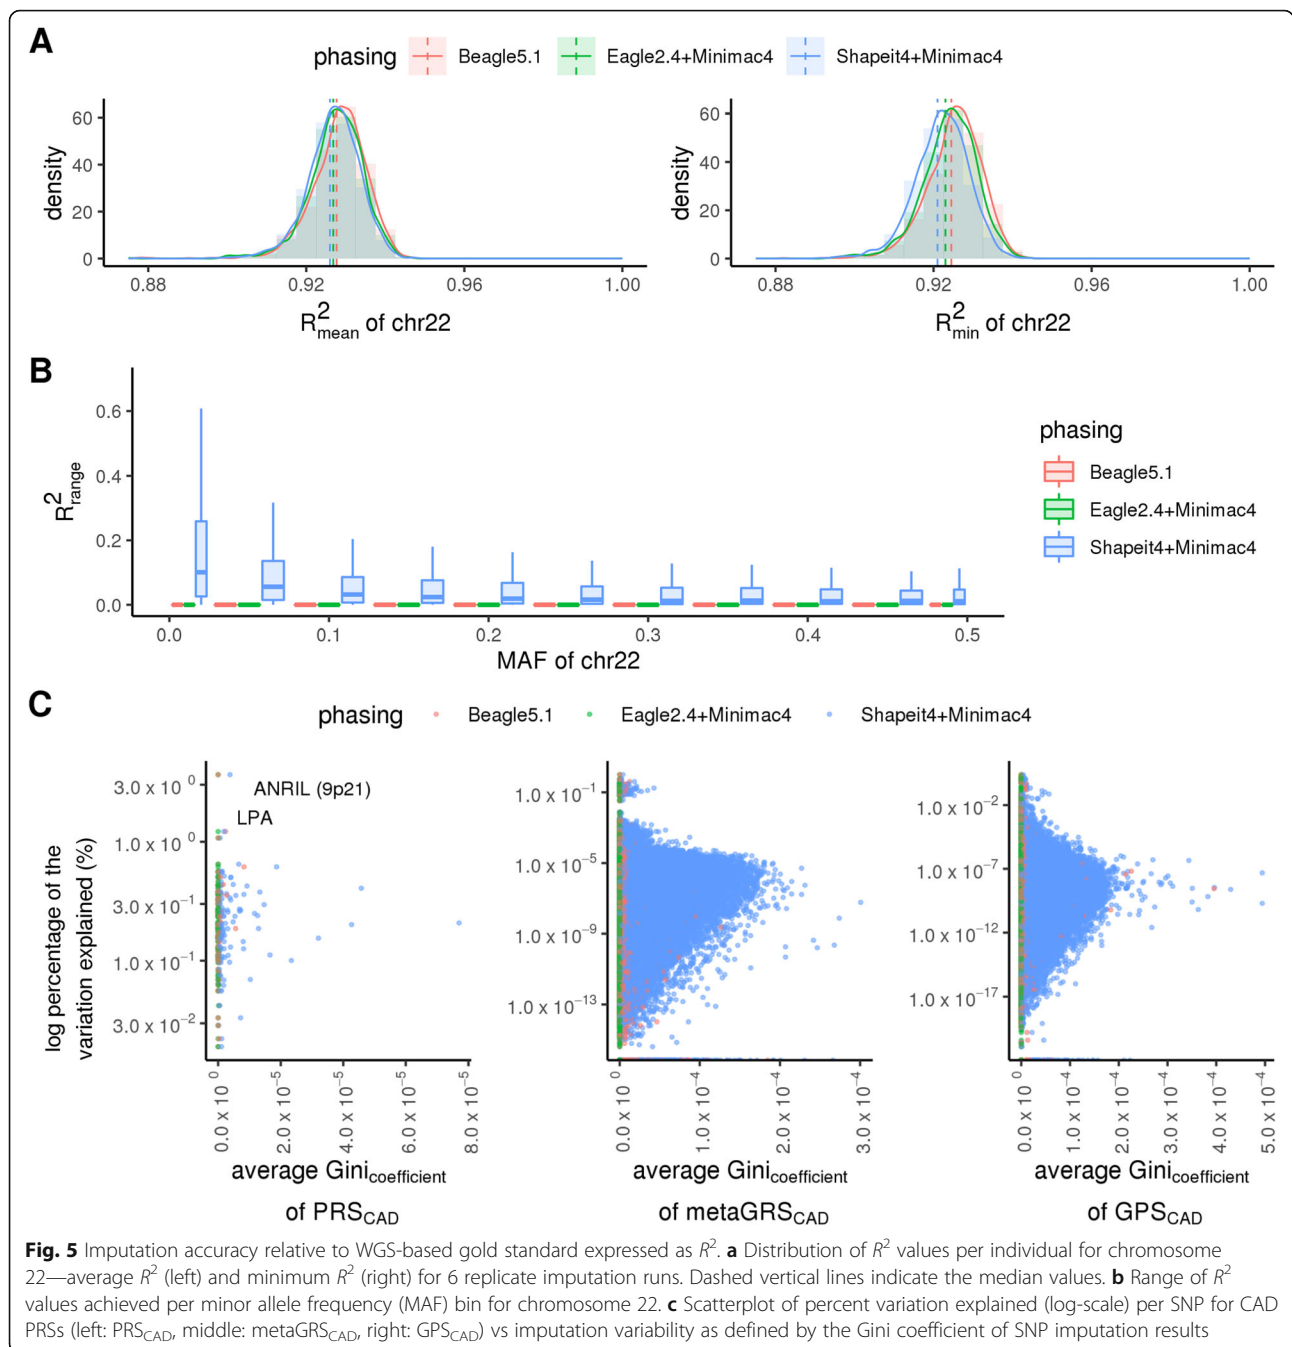 A
phasing Beagle5.1 Eagle2.4+Minimac4 Shapeit4+Minimac4
density
60
40
20
0
0.88 0.92 0.96 1.00
R²mean of chr22
density
60
40
20
0
0.88 0.92 0.96 1.00
R²min of chr22
B
R²range
0.6
0.4
0.2
0.0
0.0 0.1 0.2 0.3 0.4 0.5
MAF of chr22
phasing
Beagle5.1
Eagle2.4+Minimac4
Shapeit4+Minimac4
C
phasing Beagle5.1 Eagle2.4+Minimac4 Shapeit4+Minimac4
log percentage of the
variation explained (%)
3.0 x 10⁰
1.0 x 10⁰
3.0 x 10⁻¹
1.0 x 10⁻¹
3.0 x 10⁻²
ANRIL (9p21)
LPA
0.0 x 10⁰ 2.0 x 10⁻⁵ 4.0 x 10⁻⁵ 6.0 x 10⁻⁵ 8.0 x 10⁻⁵
average Ginicoefficient
of PRSCAD
1.0 x 10⁻¹
1.0 x 10⁻⁵
1.0 x 10⁻⁹
1.0 x 10⁻¹³
0.0 x 10⁰ 1.0 x 10⁻⁴ 2.0 x 10⁻⁴ 3.0 x 10⁻⁴
average Ginicoefficient
of metaGRSCAD
1.0 x 10⁻²
1.0 x 10⁻⁷
1.0 x 10⁻¹²
1.0 x 10⁻¹⁷
0.0 x 10⁰ 1.0 x 10⁻⁴ 2.0 x 10⁻⁴ 3.0 x 10⁻⁴ 4.0 x 10⁻⁴ 5.0 x 10⁻⁴
average Ginicoefficient
of GPSCAD
Fig. 5 Imputation accuracy relative to WGS-based gold standard expressed as R². a Distribution of R² values per individual for chromosome
22—average R² (left) and minimum R² (right) for 6 replicate imputation runs. Dashed vertical lines indicate the median values. b Range of R²
values achieved per minor allele frequency (MAF) bin for chromosome 22. c Scatterplot of percent variation explained (log-scale) per SNP for CAD
PRSs (left: PRSCAD, middle: metaGRSCAD, right: GPSCAD) vs imputation variability as defined by the Gini coefficient of SNP imputation results